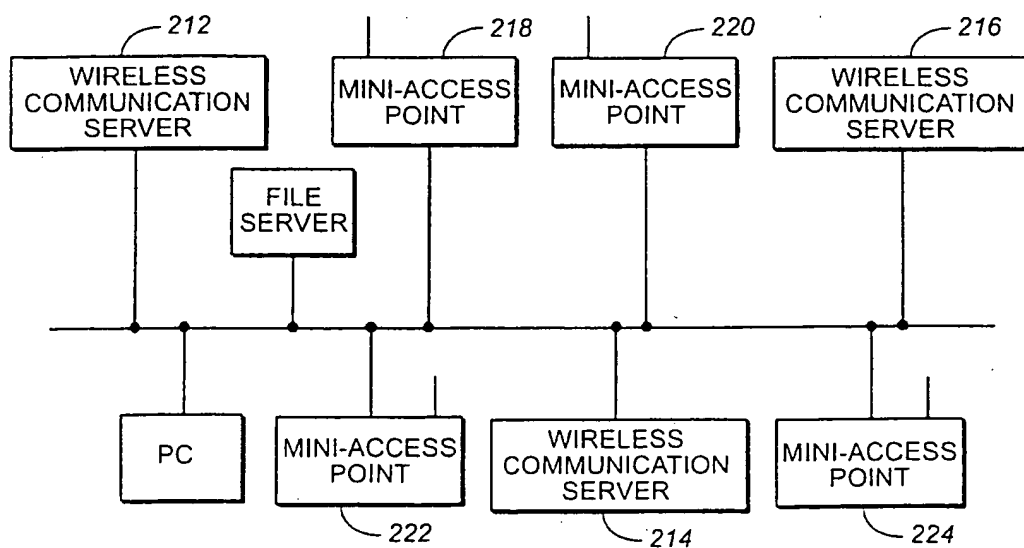 212
218
220
216
WIRELESS
COMMUNICATION
SERVER
MINI-ACCESS
POINT
MINI-ACCESS
POINT
WIRELESS
COMMUNICATION
SERVER
FILE
SERVER
PC
MINI-ACCESS
POINT
WIRELESS
COMMUNICATION
SERVER
MINI-ACCESS
POINT
222
214
224